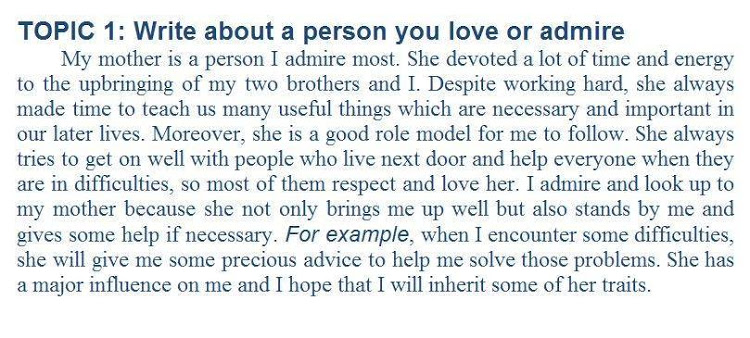 TOPIC 1: Write about a person you love or admire
My mother is a person I admire most. She devoted a lot of time and energy
to the upbringing of my two brothers and I. Despite working hard, she always
made time to teach us many useful things which are necessary and important in
our later lives. Moreover, she is a good role model for me to follow. She always
tries to get on well with people who live next door and help everyone when they
are in difficulties, so most of them respect and love her. I admire and look up to
my mother because she not only brings me up well but also stands by me and
gives some help if necessary. For example, when I encounter some difficulties,
she will give me some precious advice to help me solve those problems. She has
a major influence on me and I hope that I will inherit some of her traits.